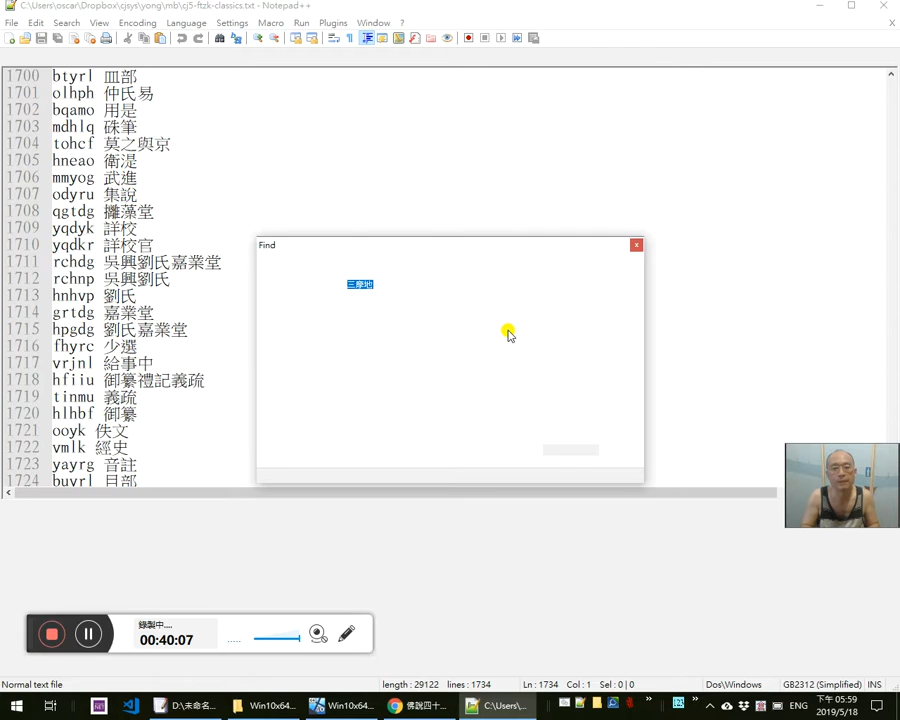 C:\Users\oscar\Dropbox\cjsys\yong\mb\cj5-ftzk-classics.txt - Notepad++
File Edit Search View Encoding Language Settings Macro Run Plugins Window ? X
1700 btyrl 皿部
1701 olhph 仲氏易
1702 bqamo 用是
1703 mdhlq 硃筆
1704 tohcf 莫之與京
1705 hneao 衛湜
1706 mmyog 武進
1707 odyru 集說
1708 qgtdg 攡藻堂
1709 yqdyk 詳校
1710 yqdkr 詳校官
1711 rchdg 吳興劉氏嘉業堂
1712 rchnp 吳興劉氏
1713 hnhvp 劉氏
1714 grtdg 嘉業堂
1715 hpgdg 劉氏嘉業堂
1716 fhyrc 少選
1717 vrjnl 給事中
1718 hfiiu 御纂禮記義疏
1719 tinmu 義疏
1720 hlhbf 御纂
1721 ooyk 佚文
1722 vmlk 經史
1723 yayrg 音註
1724 buyrl 目部
Find x
三摩地
錄製中....
00:40:07
Normal text file length : 29122 lines : 1734 Ln : 1734 Col : 1 Sel : 0 | 0 Dos\Windows GB2312 (Simplified) INS
D:\未命名... Win10x64... Win10x64... 佛說四十... C:\Users\... ENG
下午 05:59
2019/5/18